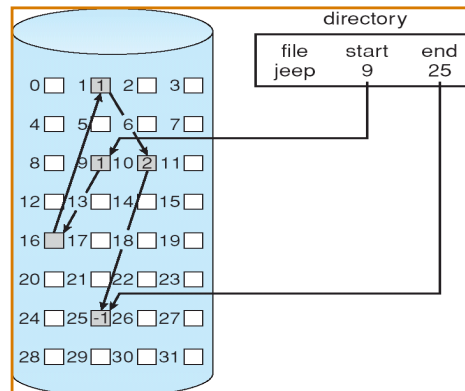 directory
file start end
jeep 9 25
0 1 1 2 3
4 5 6 7
8 9 1 10 2 11
12 13 14 15
16 17 18 19
20 21 22 23
24 25 -1 26 27
28 29 30 31